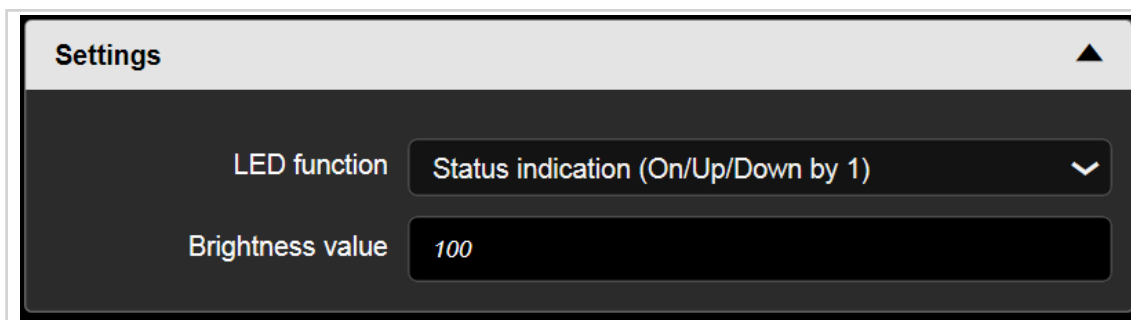 Settings
LED function
Status indication (On/Up/Down by 1)
Brightness value
100